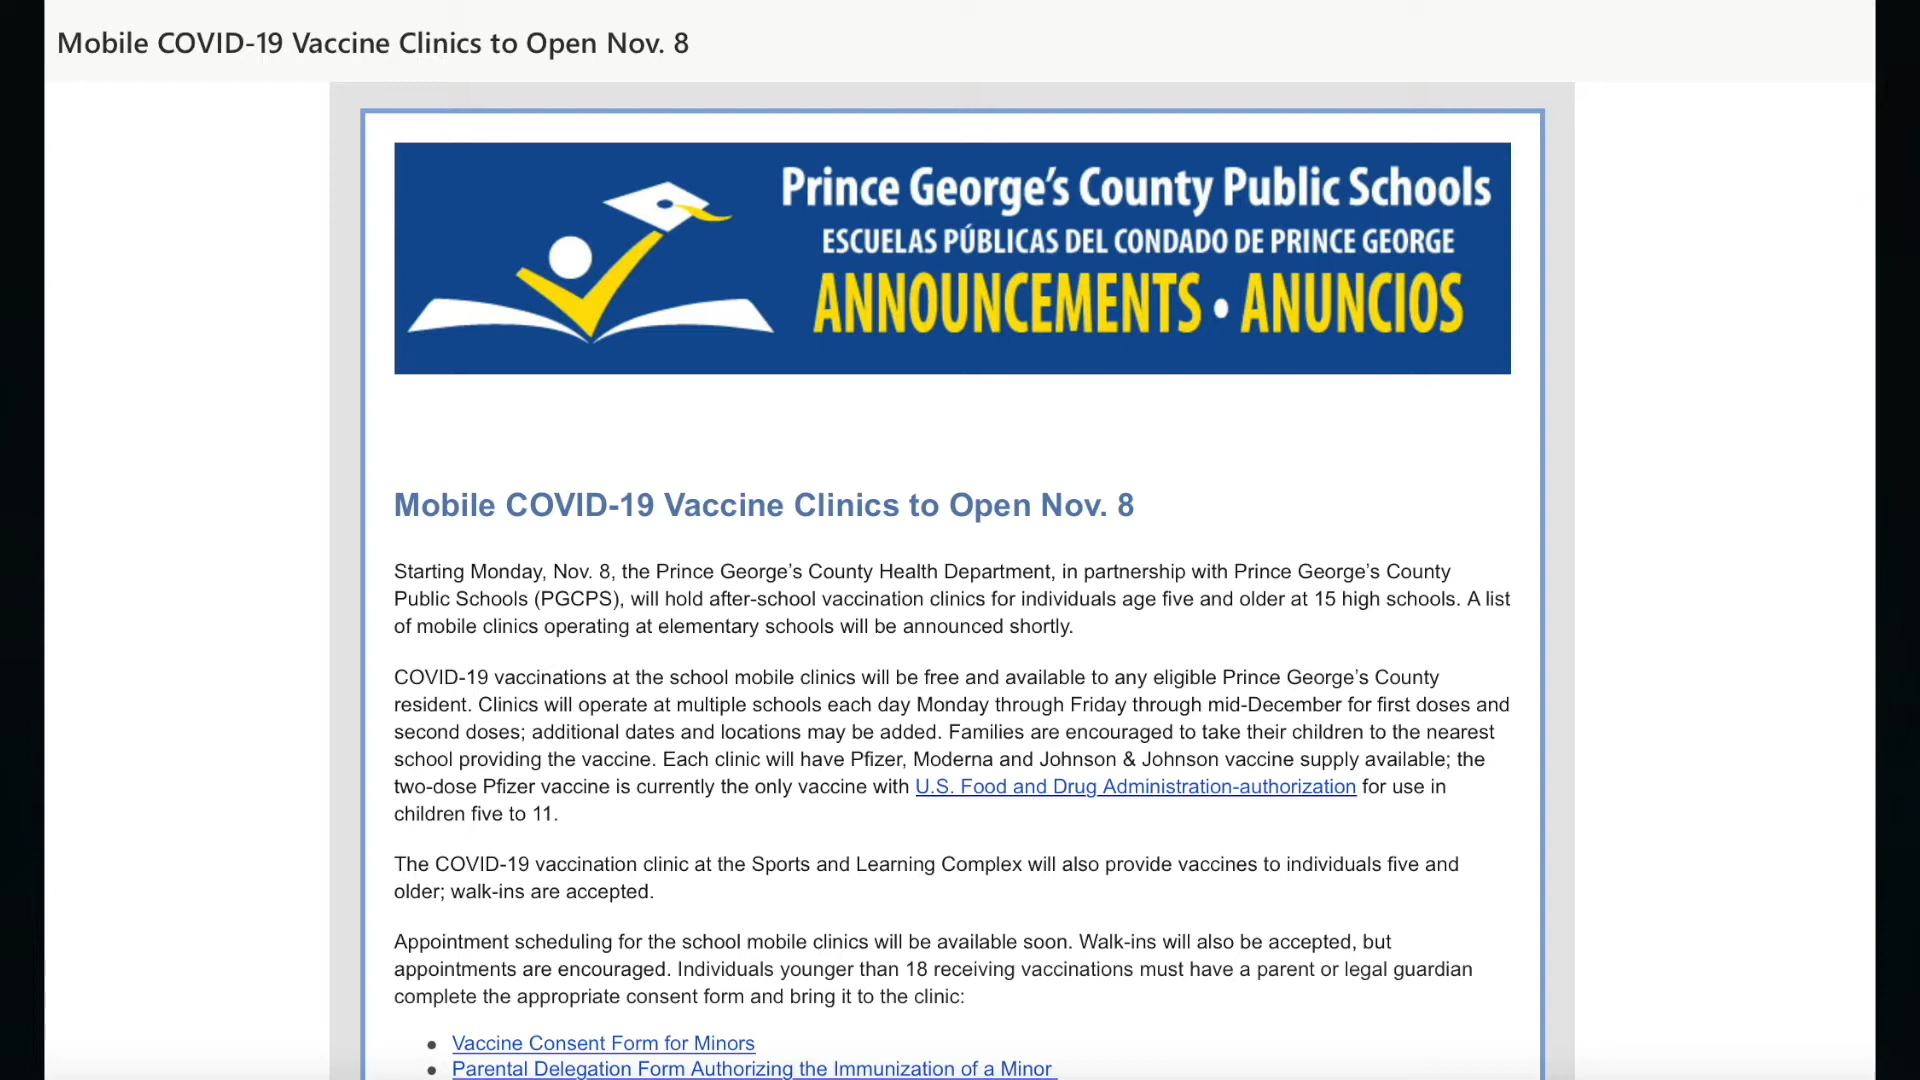 Mobile COVID-19 Vaccine Clinics to Open Nov. 8
Prince George's County Public Schools
ESCUELAS PÚBLICAS DEL CONDADO DE PRINCE GEORGE
ANNOUNCEMENTS • ANUNCIOS
Mobile COVID-19 Vaccine Clinics to Open Nov. 8
Starting Monday, Nov. 8, the Prince George’s County Health Department, in partnership with Prince George’s County
Public Schools (PGCPS), will hold after-school vaccination clinics for individuals age five and older at 15 high schools. A list
of mobile clinics operating at elementary schools will be announced shortly.
COVID-19 vaccinations at the school mobile clinics will be free and available to any eligible Prince George’s County
resident. Clinics will operate at multiple schools each day Monday through Friday through mid-December for first doses and
second doses; additional dates and locations may be added. Families are encouraged to take their children to the nearest
school providing the vaccine. Each clinic will have Pfizer, Moderna and Johnson & Johnson vaccine supply available; the
two-dose Pfizer vaccine is currently the only vaccine with U.S. Food and Drug Administration-authorization for use in
children five to 11.
The COVID-19 vaccination clinic at the Sports and Learning Complex will also provide vaccines to individuals five and
older; walk-ins are accepted.
Appointment scheduling for the school mobile clinics will be available soon. Walk-ins will also be accepted, but
appointments are encouraged. Individuals younger than 18 receiving vaccinations must have a parent or legal guardian
complete the appropriate consent form and bring it to the clinic:
• Vaccine Consent Form for Minors
• Parental Delegation Form Authorizing the Immunization of a Minor